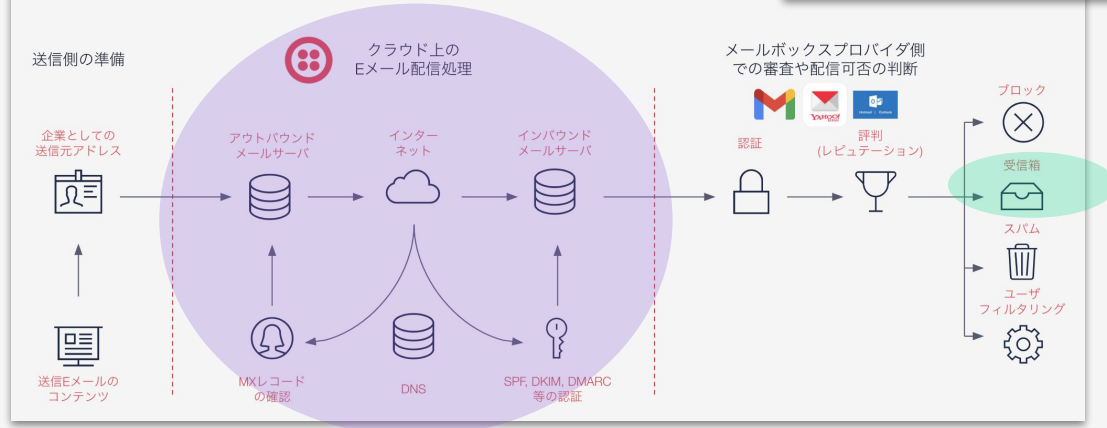 送信側の準備
クラウド上の
Eメール配信処理
メールボックスプロバイダ側
での審査や配信可否の判断
企業としての
送信元アドレス
アウトバウンド
メールサーバ
インター
ネット
インバウンド
メールサーバ
YAHOO!
認証
評判
(レピュテーション)
ブロック
受信箱
スパム
ユーザ
フィルタリング
送信Eメールの
コンテンツ
MXレコード
の確認
DNS
SPF, DKIM, DMARC
等の認証